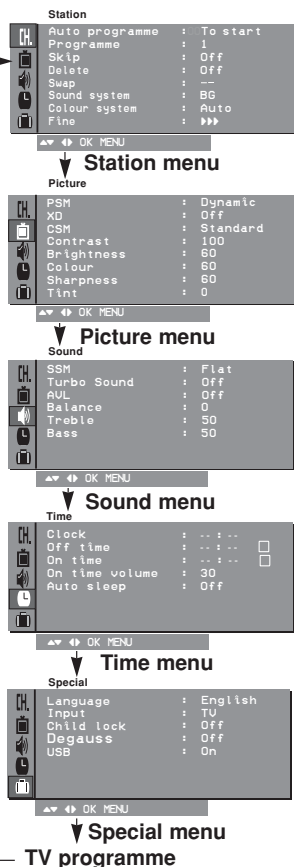 Station
CH.
Auto programme : To start
Programme : 1
Skip : Off
Delete : Off
Swap : --
Sound system : BG
Colour system : Auto
Fine :
OK MENU
Station menu
Picture
CH.
PSM : Dynamic
XD : Off
CSM : Standard
Contrast : 100
Brightness : 60
Colour : 60
Sharpness : 60
Tint : 0
OK MENU
Picture menu
Sound
CH.
SSM : Flat
Turbo Sound : Off
AVL : Off
Balance : 0
Treble : 50
Bass : 50
OK MENU
Sound menu
Time
CH.
Clock : -- : --
Off time : -- : --
On time : -- : --
On time volume : 30
Auto sleep : Off
OK MENU
Time menu
Special
CH.
Language : English
Input : TV
Child lock : Off
Degauss : Off
USB : On
OK MENU
Special menu
TV programme